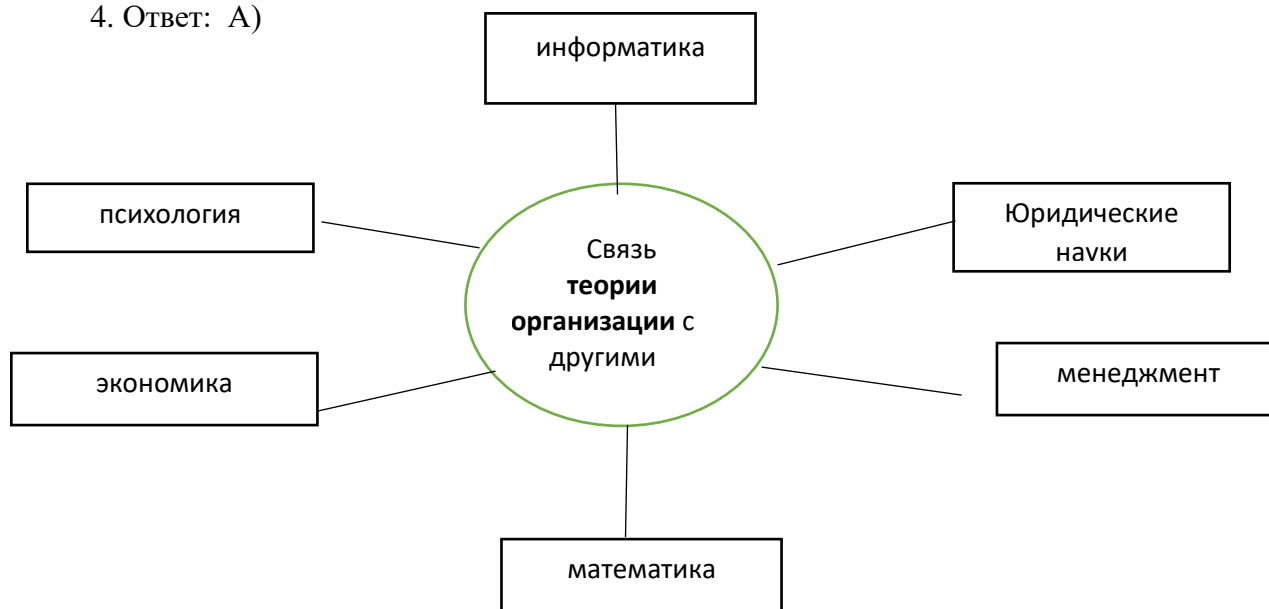 4. Ответ: А)
информатика
психология
Юридические
науки
Связь
теории
организации с
другими
экономика
менеджмент
математика